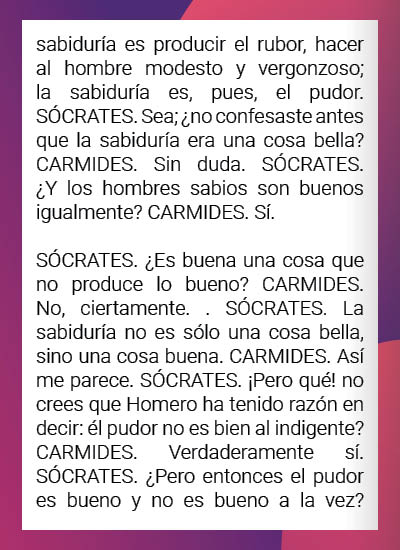 sabiduría es producir el rubor, hacer
al hombre modesto y vergonzoso;
la sabiduría es, pues, el pudor.
SÓCRATES. Sea; ¿no confesaste antes
que la sabiduría era una cosa bella?
CARMIDES. Sin duda. SÓCRATES.
¿Y los hombres sabios son buenos
igualmente? CARMIDES. Sí.

SÓCRATES. ¿Es buena una cosa que
no produce lo bueno? CARMIDES.
No, ciertamente. . SÓCRATES. La
sabiduría no es sólo una cosa bella,
sino una cosa buena. CARMIDES. Así
me parece. SÓCRATES. ¡Pero qué! no
crees que Homero ha tenido razón en
decir: él pudor no es bien al indigente?
CARMIDES. Verdaderamente sí.
SÓCRATES. ¿Pero entonces el pudor
es bueno y no es bueno a la vez?